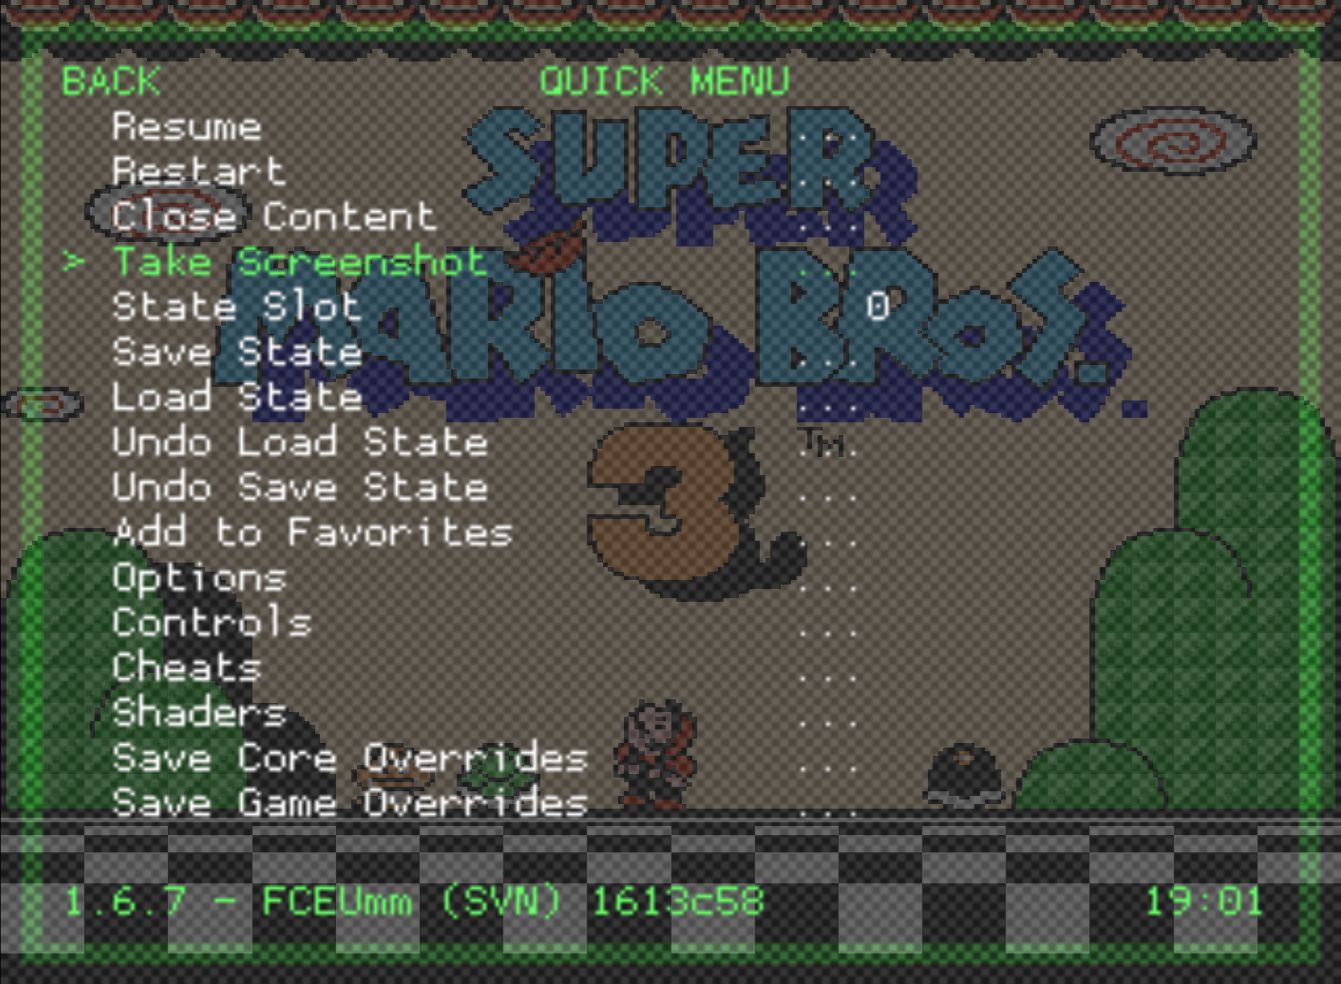 BACK QUICK MENU
Resume ...
Restart ...
Close Content ...
> Take Screenshot ...
State Slot 0
Save State ...
Load State ...
Undo Load State ...
Undo Save State ...
Add to Favorites ...
Options ...
Controls ...
Cheats ...
Shaders ...
Save Core Overrides ...
Save Game Overrides ...
1.6.7 - FCEUmm (SVN) 1613c58 19:01
SUPER
MARIO BROS.
3 TM